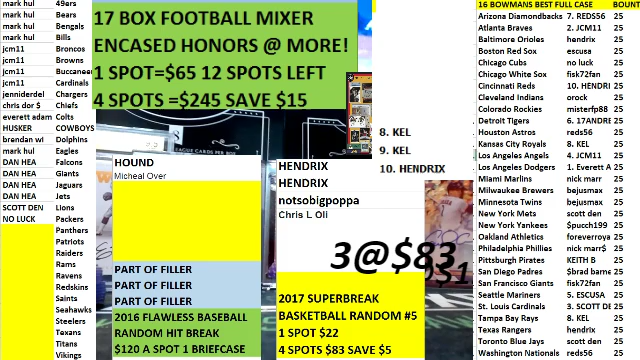 mark hul 49ers
mark hul Bears
mark hul Bengals
mark hul Bills
jcm11 Broncos
jcm11 Browns
jcm11 Buccaneer
jcm11 Cardinals
jenniderdel Chargers
chris dor $ Chiefs
everett adam Colts
HUSKER COWBOYS
brendan wi Dolphins
mark hul Eagles
DAN HEA Falcons
DAN HEA Giants
DAN HEA Jaguars
DAN HEA Jets
SCOTT DEN Lions
NO LUCK Packers
Panthers
Patriots
Raiders
Rams
Ravens
Redskins
Saints
Seahawks
Steelers
Texans
Titans
Vikings
17 BOX FOOTBALL MIXER
ENCASED HONORS @ MORE!
1 SPOT=$65 12 SPOTS LEFT
4 SPOTS =$245 SAVE $15
HOUND
Micheal Over
PART OF FILLER
PART OF FILLER
PART OF FILLER
2016 FLAWLESS BASEBALL
RANDOM HIT BREAK
$120 A SPOT 1 BRIEFCASE
HENDRIX
HENDRIX
notsobigpoppa
Chris L Oli
3@$83
2017 SUPERBREAK
BASKETBALL RANDOM #5
1 SPOT $22
4 SPOTS $83 SAVE $5
8. KEL
9. KEL
10. HENDRIX
16 BOWMANS BEST FULL CASE BOUNT
Arizona Diamondbacks 7. REDS56 25
Atlanta Braves 2. JCM11 25
Baltimore Orioles hendrix 25
Boston Red Sox escusa 25
Chicago Cubs no luck 25
Chicago White Sox fisk72fan 25
Cincinnati Reds 10. HENDRI 25
Cleveland Indians orock 25
Colorado Rockies misterfp88 25
Detroit Tigers 6. 17ANDRE 25
Houston Astros reds56 25
Kansas City Royals 8. KEL 25
Los Angeles Angels 4. JCM11 25
Los Angeles Dodgers 1. Everett A 25
Miami Marlins nick marr 25
Milwaukee Brewers bejusmax 25
Minnesota Twins bejusmax 25
New York Mets scott den 25
New York Yankees $pucch199 25
Oakland Athletics foreverroya 25
Philadelphia Phillies nick marr$ 25
Pittsburgh Pirates KEITH B 25
San Diego Padres $brad bame 25
San Francisco Giants fisk72fan 25
Seattle Mariners 5. ESCUSA 25
St. Louis Cardinals 3. SCOTT DE 25
Tampa Bay Rays 8. KEL 25
Texas Rangers hendrix 25
Toronto Blue Jays scott den 25
Washington Nationals reds56 25